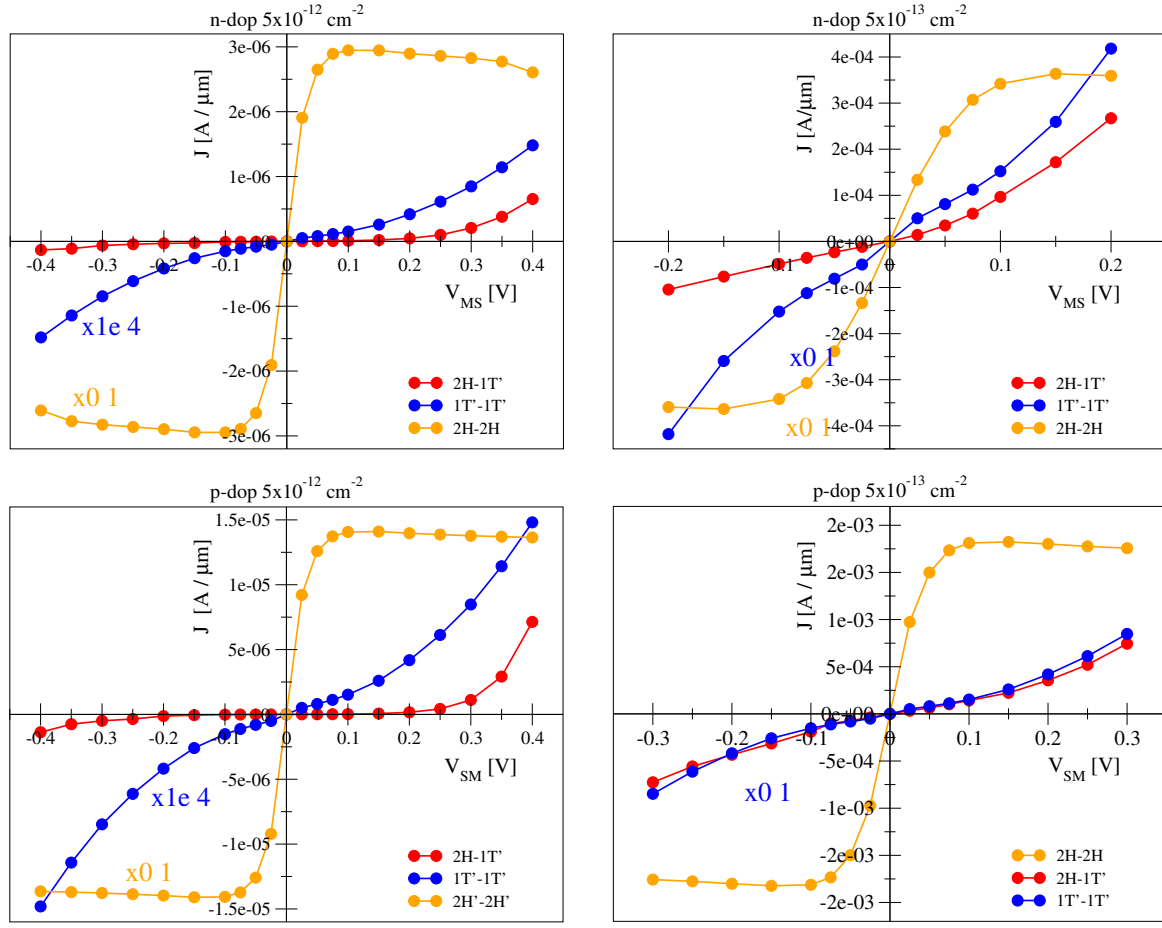 n-dop 5x10-12 cm-2
3e-06
2e-06
1e-06
0
-1e-06
-2e-06
-3e-06
J [A / μm]
-0.4 -0.3 -0.2 -0.1 0 0.1 0.2 0.3 0.4
VMS [V]
x1e 4
x0 1
2H-1T’
1T’-1T’
2H-2H
n-dop 5x10-13 cm-2
4e-04
3e-04
2e-04
1e-04
0e+00
-1e-04
-2e-04
-3e-04
-4e-04
J [A/μm]
-0.2 -0.1 0 0.1 0.2
VMS [V]
x0 1
x0 1
2H-1T’
1T’-1T’
2H-2H
p-dop 5x10-12 cm-2
1.5e-05
1e-05
5e-06
0
-5e-06
-1e-05
-1.5e-05
J [A / μm]
-0.4 -0.3 -0.2 -0.1 0 0.1 0.2 0.3 0.4
VSM [V]
x1e 4
x0 1
2H-1T’
1T’-1T’
2H’-2H’
p-dop 5x10-13 cm-2
2e-03
2e-03
1e-03
5e-04
0e+00
-5e-04
-1e-03
-2e-03
-2e-03
J [A / μm]
-0.3 -0.2 -0.1 0 0.1 0.2 0.3
VSM [V]
x0 1
2H-2H
2H-1T’
1T’-1T’